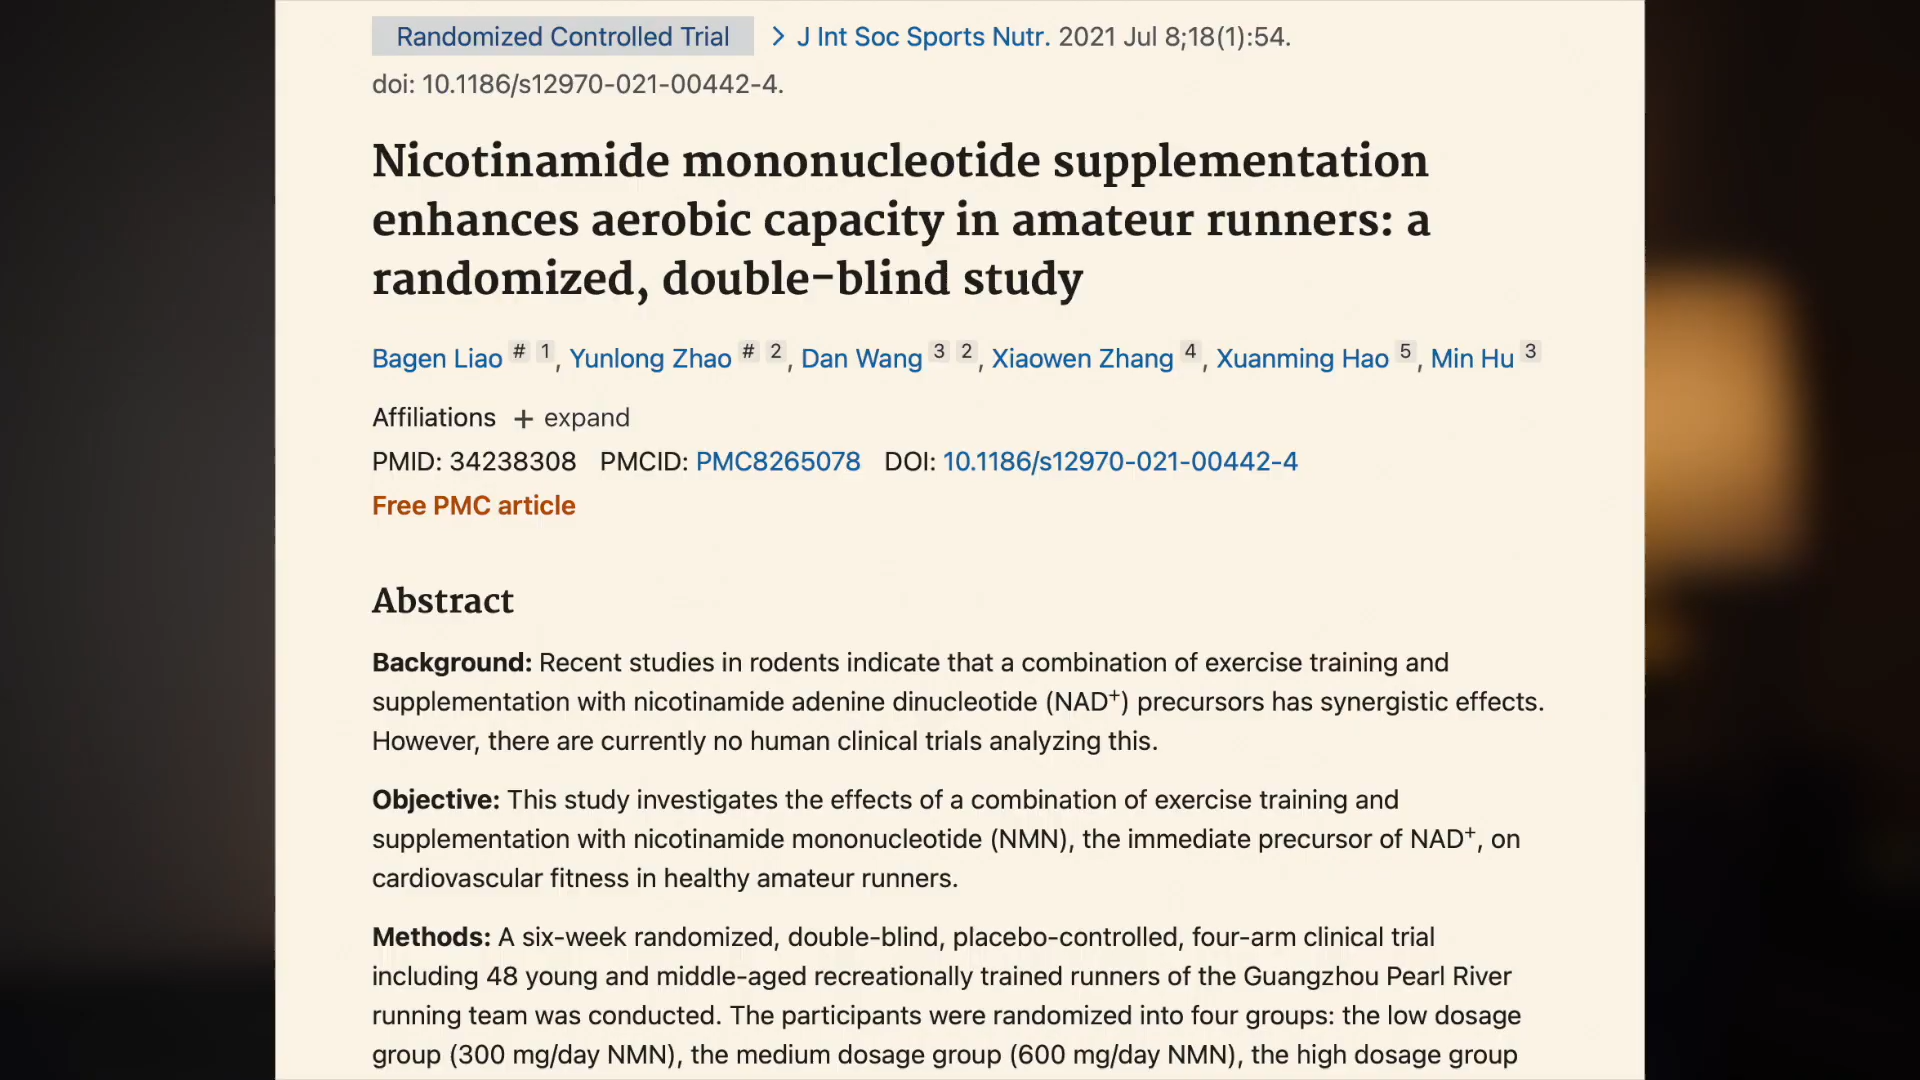 Randomized Controlled Trial > J Int Soc Sports Nutr. 2021 Jul 8;18(1):54.
doi: 10.1186/s12970-021-00442-4.
Nicotinamide mononucleotide supplementation
enhances aerobic capacity in amateur runners: a
randomized, double-blind study
Bagen Liao # 1, Yunlong Zhao # 2, Dan Wang 3 2, Xiaowen Zhang 4, Xuanming Hao 5, Min Hu 3
Affiliations + expand
PMID: 34238308 PMCID: PMC8265078 DOI: 10.1186/s12970-021-00442-4
Free PMC article
Abstract
Background: Recent studies in rodents indicate that a combination of exercise training and
supplementation with nicotinamide adenine dinucleotide (NAD+) precursors has synergistic effects.
However, there are currently no human clinical trials analyzing this.
Objective: This study investigates the effects of a combination of exercise training and
supplementation with nicotinamide mononucleotide (NMN), the immediate precursor of NAD+, on
cardiovascular fitness in healthy amateur runners.
Methods: A six-week randomized, double-blind, placebo-controlled, four-arm clinical trial
including 48 young and middle-aged recreationally trained runners of the Guangzhou Pearl River
running team was conducted. The participants were randomized into four groups: the low dosage
group (300 mg/day NMN), the medium dosage group (600 mg/day NMN), the high dosage group